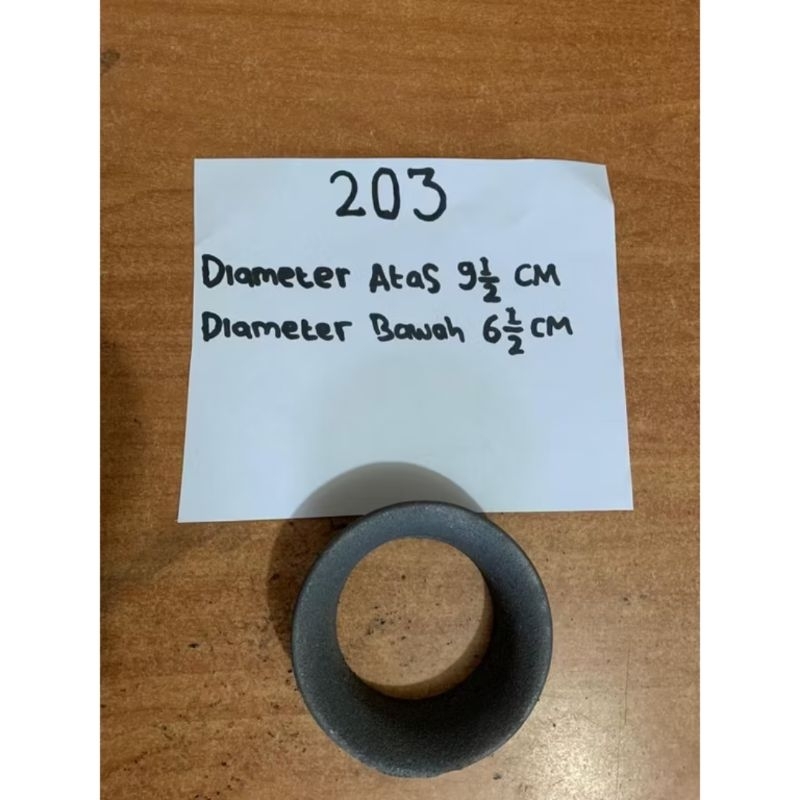 203
Diameter Atas 9½ CM
Diameter Bawah 6½ CM